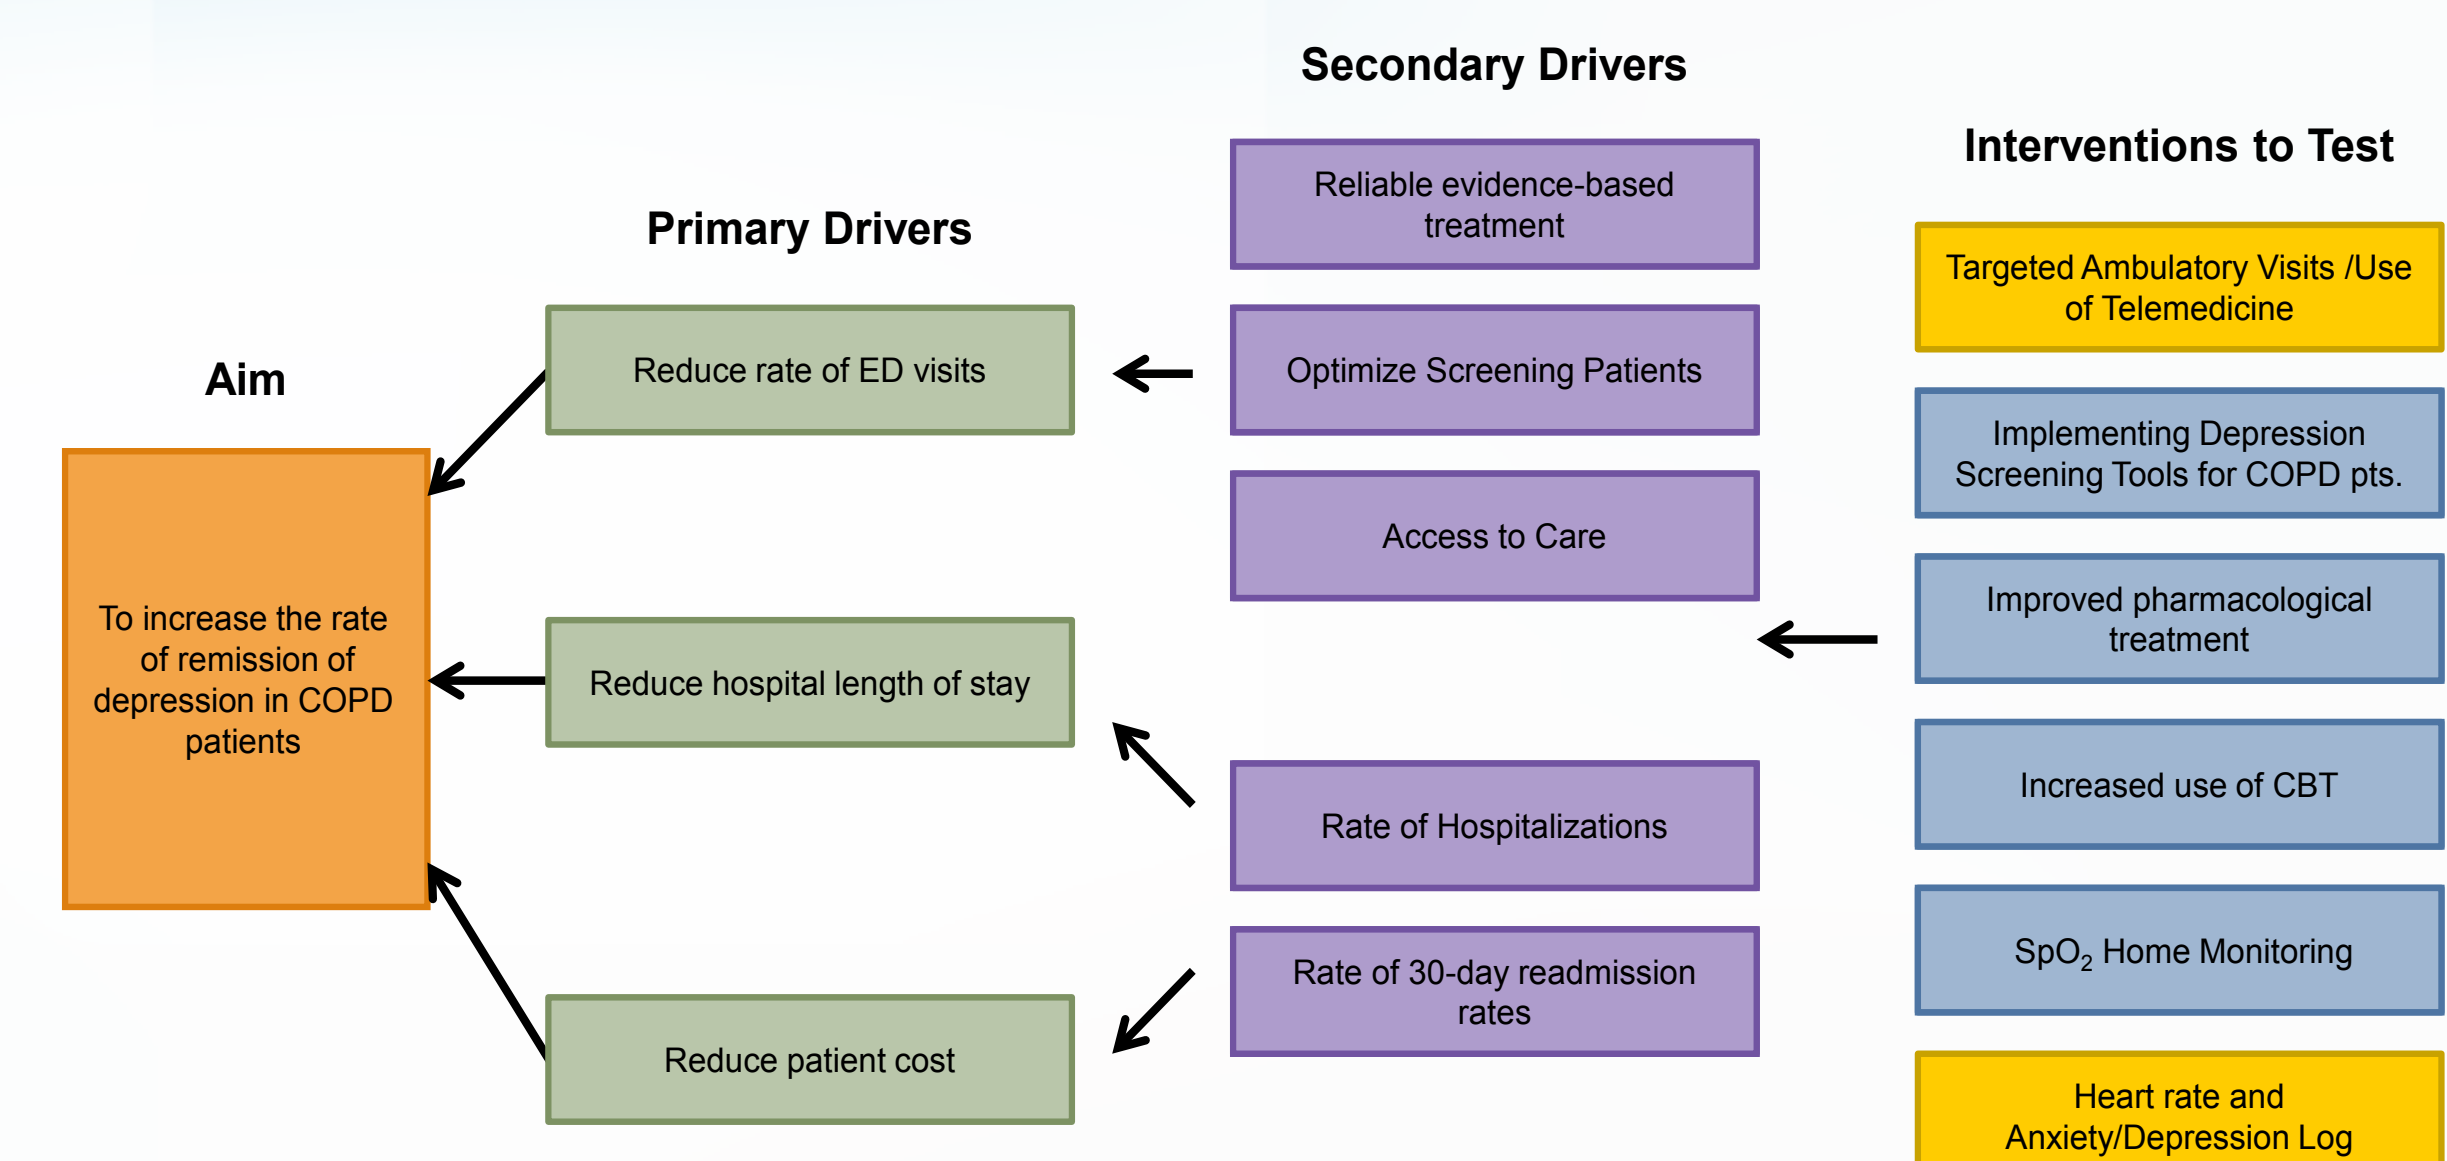 Aim
To increase the rate
of remission of
depression in COPD
patients
Primary Drivers
Reduce rate of ED visits
Reduce hospital length of stay
Reduce patient cost
Secondary Drivers
Reliable evidence-based
treatment
Optimize Screening Patients
Access to Care
Rate of Hospitalizations
Rate of 30-day readmission
rates
Interventions to Test
Targeted Ambulatory Visits /Use
of Telemedicine
Implementing Depression
Screening Tools for COPD pts.
Improved pharmacological
treatment
Increased use of CBT
SpO₂ Home Monitoring
Heart rate and
Anxiety/Depression Log